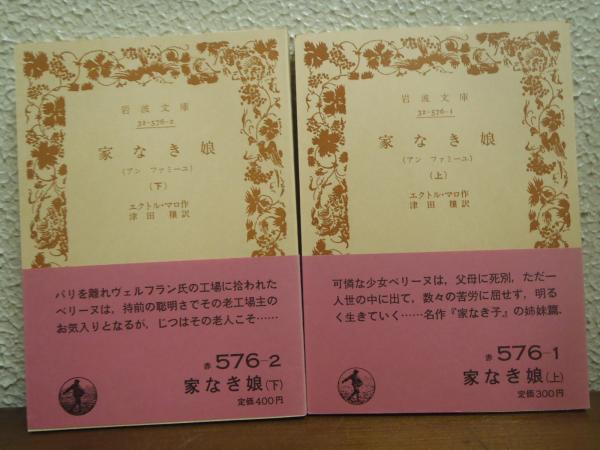 岩波文庫
32-576-2
家なき娘
(アン ファミーユ)
(下)
エクトル・マロ作
津田穣訳
パリを離れヴェルフラン氏の工場に拾われた
ペリーヌは，持前の聡明さでその老工場主の
お気入りとなるが，じつはその老人こそ……
赤 576-2
家なき娘(下)
定価400円
岩波文庫
32-576-1
家なき娘
(アン ファミーユ)
(上)
エクトル・マロ作
津田穣訳
可憐な少女ペリーヌは，父母に死別，ただ一
人世の中に出て，数々の苦労に屈せず，明る
く生きていく……名作『家なき子』の姉妹篇．
赤 576-1
家なき娘(上)
定価300円